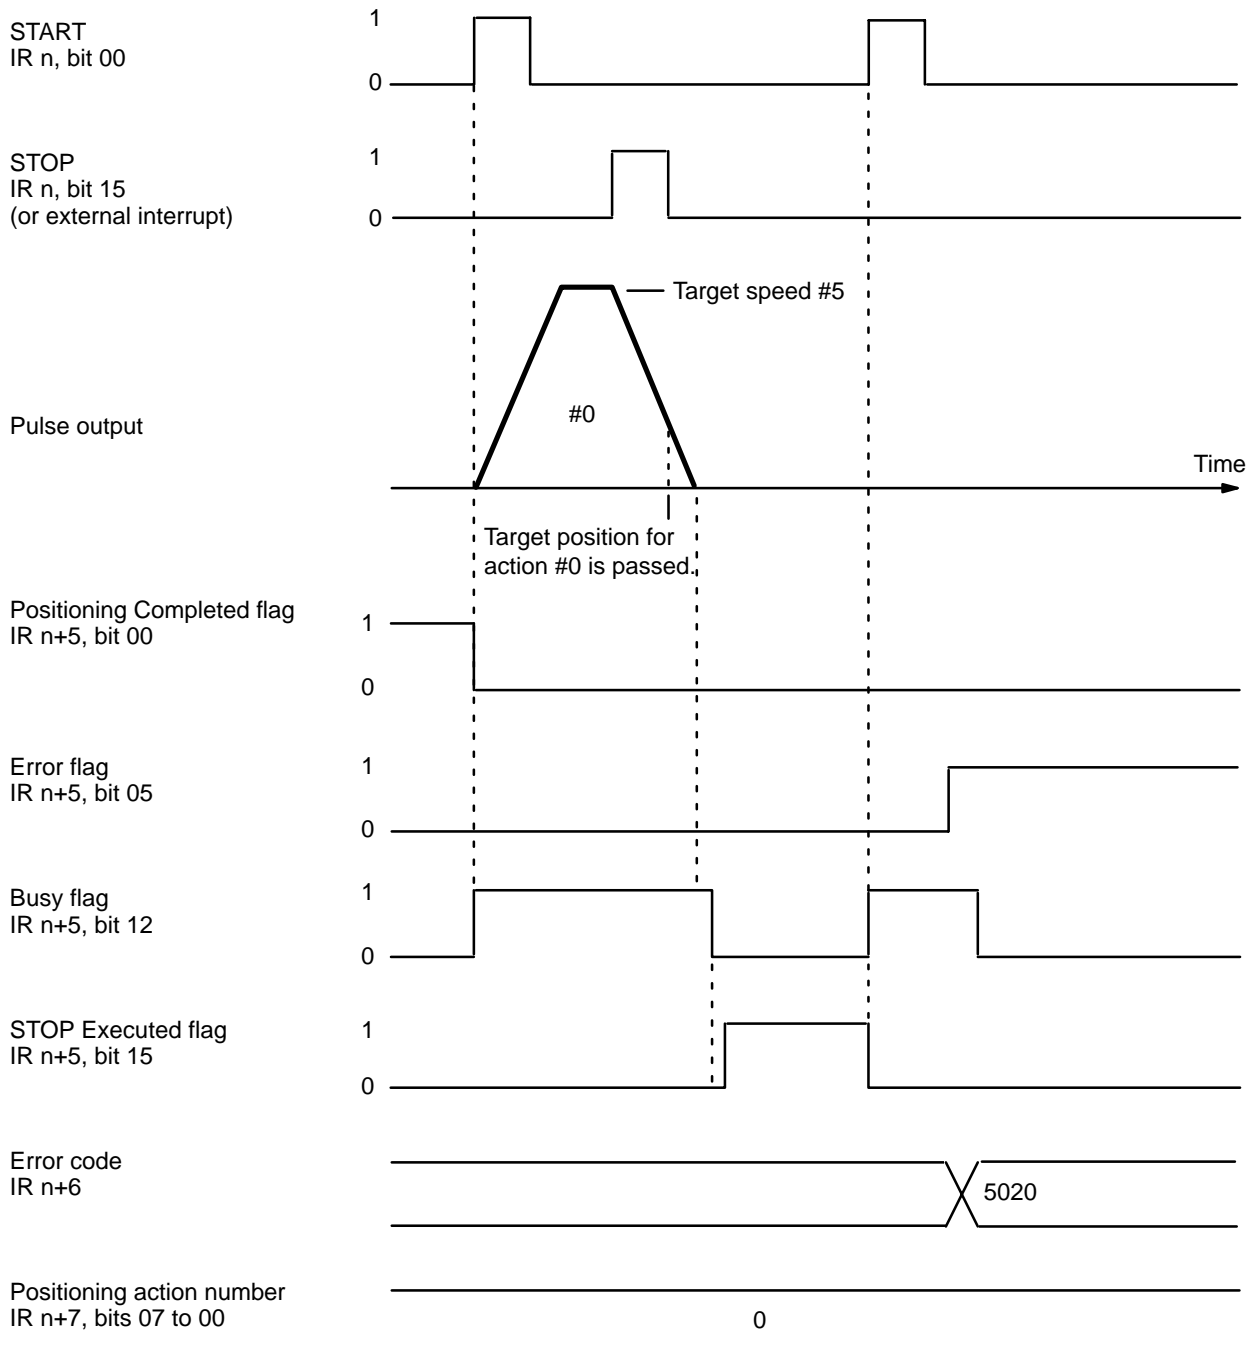 START
IR n, bit 00
1
0
STOP
IR n, bit 15
(or external interrupt)
1
0
Target speed #5
#0
Pulse output
Time
Target position for
action #0 is passed.
Positioning Completed flag
IR n+5, bit 00
1
0
Error flag
IR n+5, bit 05
1
0
Busy flag
IR n+5, bit 12
1
0
STOP Executed flag
IR n+5, bit 15
1
0
Error code
IR n+6
5020
Positioning action number
IR n+7, bits 07 to 00
0